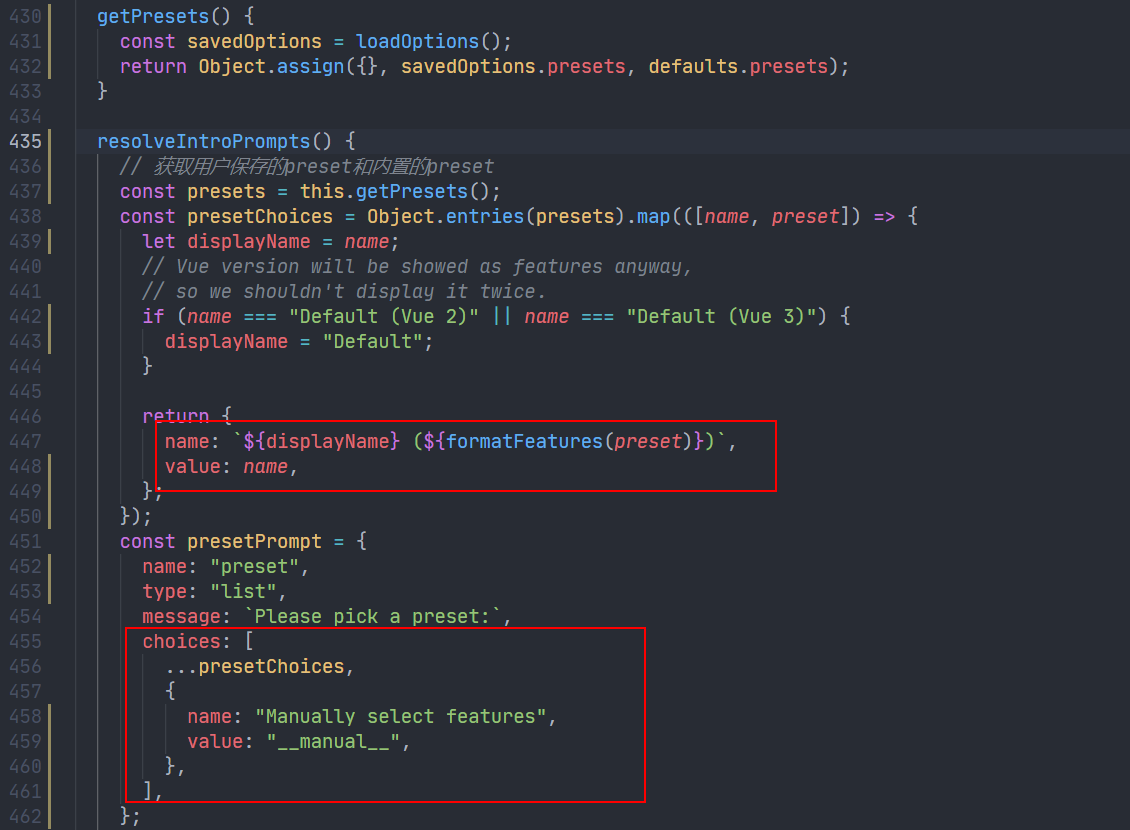 430 getPresets() {
431 const savedOptions = loadOptions();
432 return Object.assign({}, savedOptions.presets, defaults.presets);
433 }
434
435 resolveIntroPrompts() {
436 // 获取用户保存的preset和内置的preset
437 const presets = this.getPresets();
438 const presetChoices = Object.entries(presets).map(([name, preset]) => {
439 let displayName = name;
440 // Vue version will be showed as features anyway,
441 // so we shouldn't display it twice.
442 if (name === "Default (Vue 2)" || name === "Default (Vue 3)") {
443 displayName = "Default";
444 }
445
446 return {
447 name: `${displayName} (${formatFeatures(preset)})`,
448 value: name,
449 };
450 });
451 const presetPrompt = {
452 name: "preset",
453 type: "list",
454 message: `Please pick a preset:`,
455 choices: [
456 ...presetChoices,
457 {
458 name: "Manually select features",
459 value: "__manual__",
460 },
461 ],
462 };